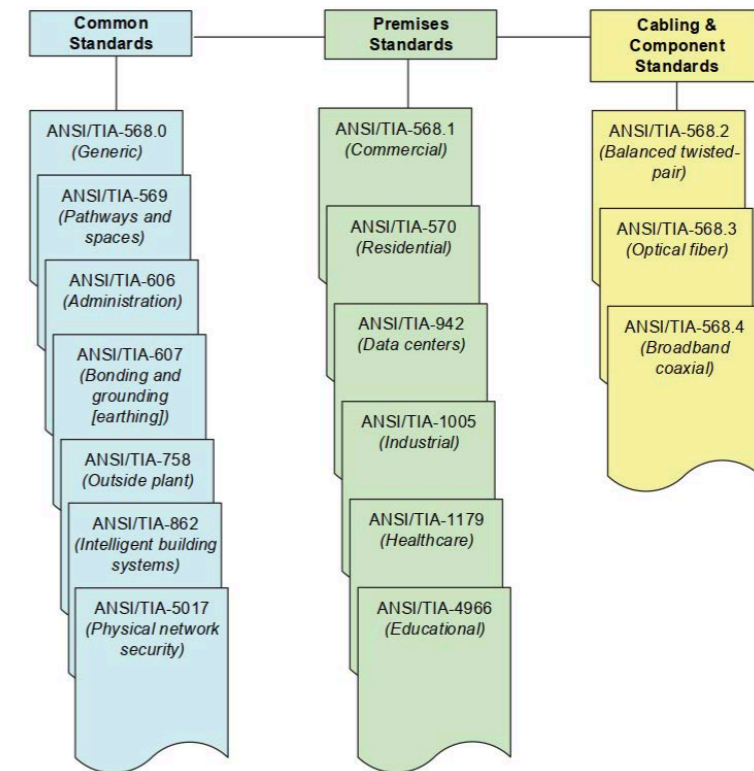 Common
Standards
ANSI/TIA-568.0
(Generic)
ANSI/TIA-569
(Pathways and
spaces)
ANSI/TIA-606
(Administration)
ANSI/TIA-607
(Bonding and
grounding
[earthing])
ANSI/TIA-758
(Outside plant)
ANSI/TIA-862
(Intelligent building
systems)
ANSI/TIA-5017
(Physical network
security)
Premises
Standards
ANSI/TIA-568.1
(Commercial)
ANSI/TIA-570
(Residential)
ANSI/TIA-942
(Data centers)
ANSI/TIA-1005
(Industrial)
ANSI/TIA-1179
(Healthcare)
ANSI/TIA-4966
(Educational)
Cabling &
Component
Standards
ANSI/TIA-568.2
(Balanced twisted-
pair)
ANSI/TIA-568.3
(Optical fiber)
ANSI/TIA-568.4
(Broadband
coaxial)